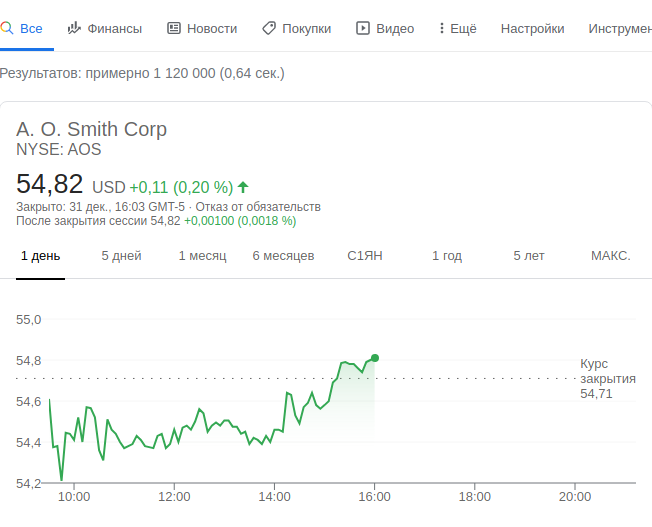 Все Финансы Новости Покупки Видео Ещё Настройки Инструмен
Результатов: примерно 1 120 000 (0,64 сек.)
A. O. Smith Corp
NYSE: AOS
54,82 USD +0,11 (0,20 %)
Закрыто: 31 дек., 16:03 GMT-5 · Отказ от обязательств
После закрытия сессии 54,82 +0,00100 (0,0018 %)
1 день 5 дней 1 месяц 6 месяцев С1ЯН 1 год 5 лет МАКС.
55,0
54,8
Курс
закрытия
54,71
54,6
54,4
54,2
10:00 12:00 14:00 16:00 18:00 20:00